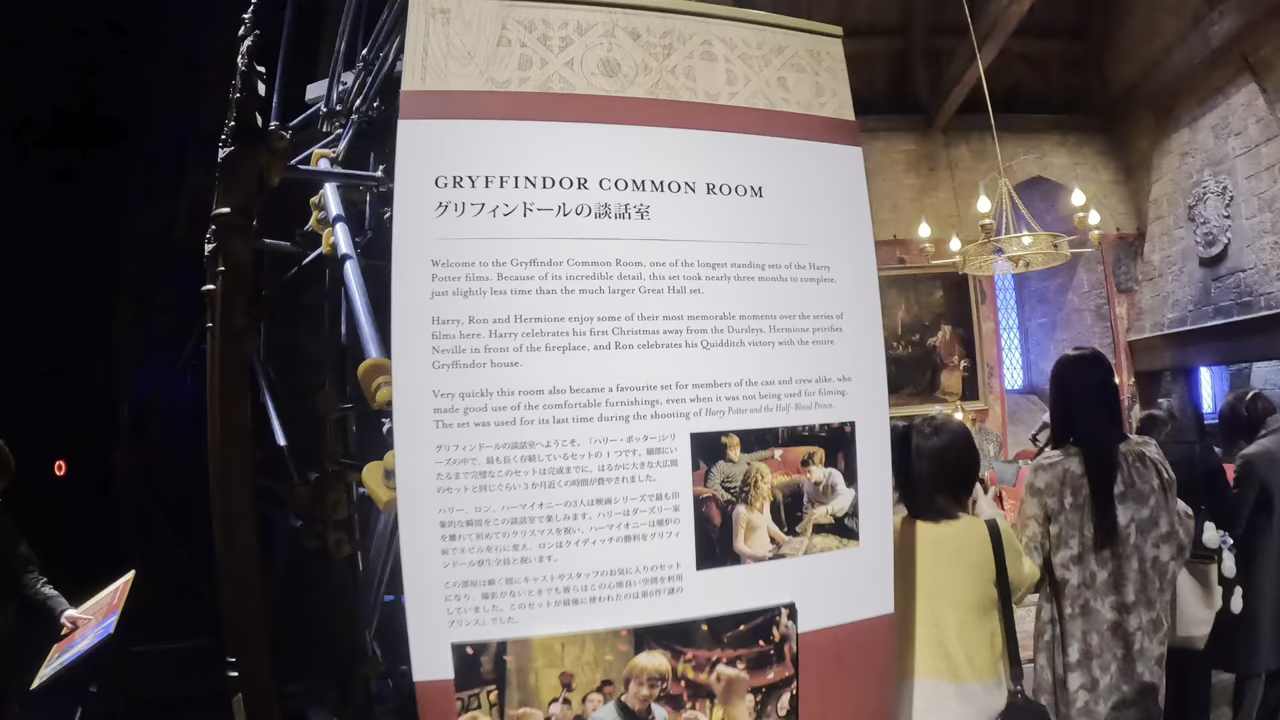 GRYFFINDOR COMMON ROOM
グリフィンドールの談話室
Welcome to the Gryffindor Common Room, one of the longest standing sets of the Harry
Potter films. Because of its incredible detail, this set took nearly three months to complete,
just slightly less time than the much larger Great Hall set.
Harry, Ron and Hermione enjoy some of their most memorable moments over the series of
films here. Harry celebrates his first Christmas away from the Dursleys, Hermione petrifies
Neville in front of the fireplace, and Ron celebrates his Quidditch victory with the entire
Gryffindor house.
Very quickly this room also became a favourite set for members of the cast and crew alike, who
made good use of the comfortable furnishings, even when it was not being used for filming.
The set was used for its last time during the shooting of Harry Potter and the Half-Blood Prince.
グリフィンドールの談話室へようこそ。「ハリー・ポッター」シリ
ーズの中で、最も長く存続しているセットの 1 つです。細部にい
たるまで完璧なこのセットは完成までに、はるかに大きな大広間
のセットと同じぐらい 3 か月近くの時間が費やされました。
ハリー、ロン、ハーマイオニーの3人は映画シリーズで最も印
象的な瞬間をこの談話室で楽しみます。ハリーはダーズリー家
を離れて初めてのクリスマスを祝い、ハーマイオニーは暖炉の
前でネビルを石に変え、ロンはクイディッチの勝利をグリフィ
ンドール寮生全員と祝います。
この部屋は瞬く間にキャストやスタッフのお気に入りのセット
になり、撮影がないときでも彼らはこの心地良い空間を利用
していました。このセットが最後に使われたのは第6作『謎の
プリンス』でした。